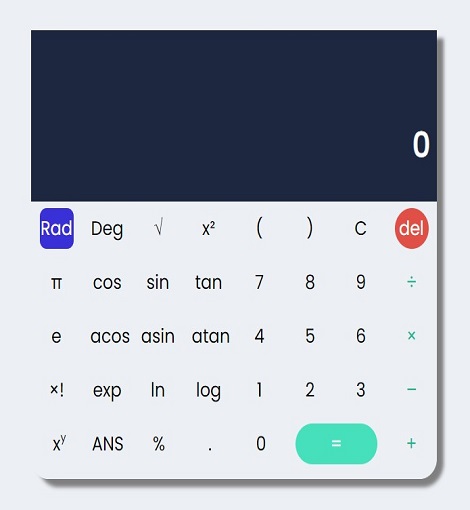 0
Rad Deg √ x² ( ) C del
π cos sin tan 7 8 9 ÷
e acos asin atan 4 5 6 ×
×! exp ln log 1 2 3 −
xʸ ANS % . 0 = +